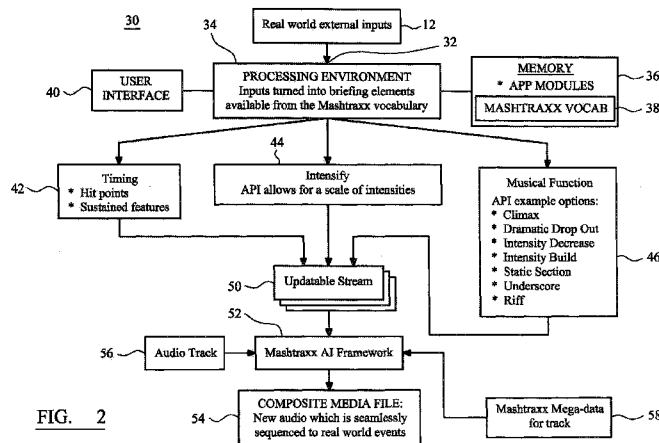 30
Real world external inputs
12
34
32
40
USER
INTERFACE
PROCESSING ENVIRONMENT
Inputs turned into briefing elements
available from the Mashtraxx vocabulary
MEMORY
* APP MODULES
MASHTRAXX VOCAB
36
38
42
Timing
* Hit points
* Sustained features
44
Intensify
API allows for a scale of intensities
Musical Function
API example options:
* Climax
* Dramatic Drop Out
* Intensity Decrease
* Intensity Build
* Static Section
* Underscore
* Riff
46
50
Updatable Stream
52
56
Audio Track
Mashtraxx AI Framework
54
COMPOSITE MEDIA FILE:
New audio which is seamlessly
sequenced to real world events
Mashtraxx Mega-data
for track
58
FIG. 2